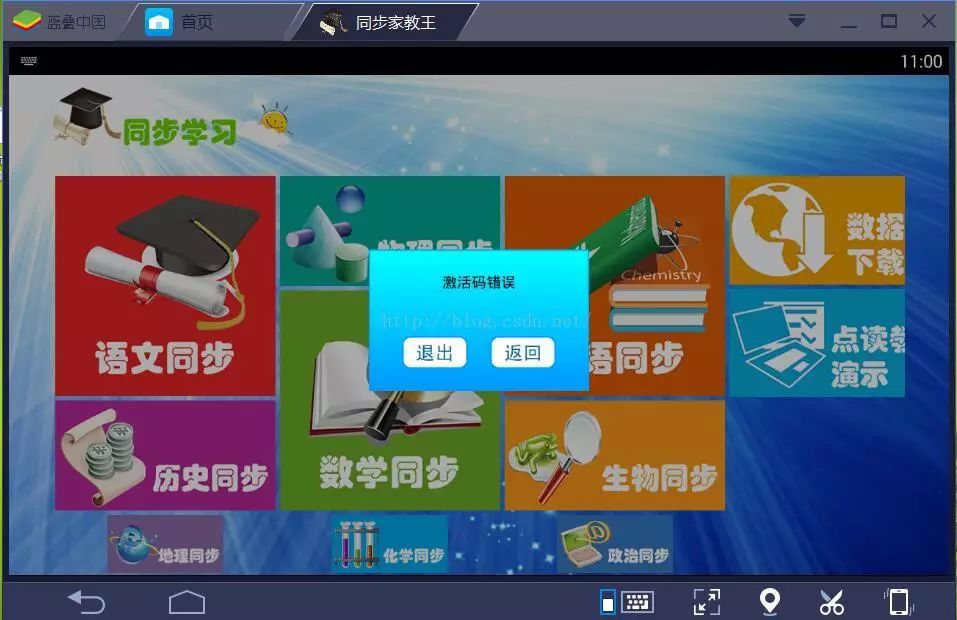 蓝叠中国
首页
同步家教王
11:00
同步学习
语文同步
物理同步
Chemistry
语同步
数据
下载
点读教
演示
激活码错误
http://blog.csdn.net/
退出
返回
历史同步
数学同步
生物同步
地理同步
化学同步
政治同步